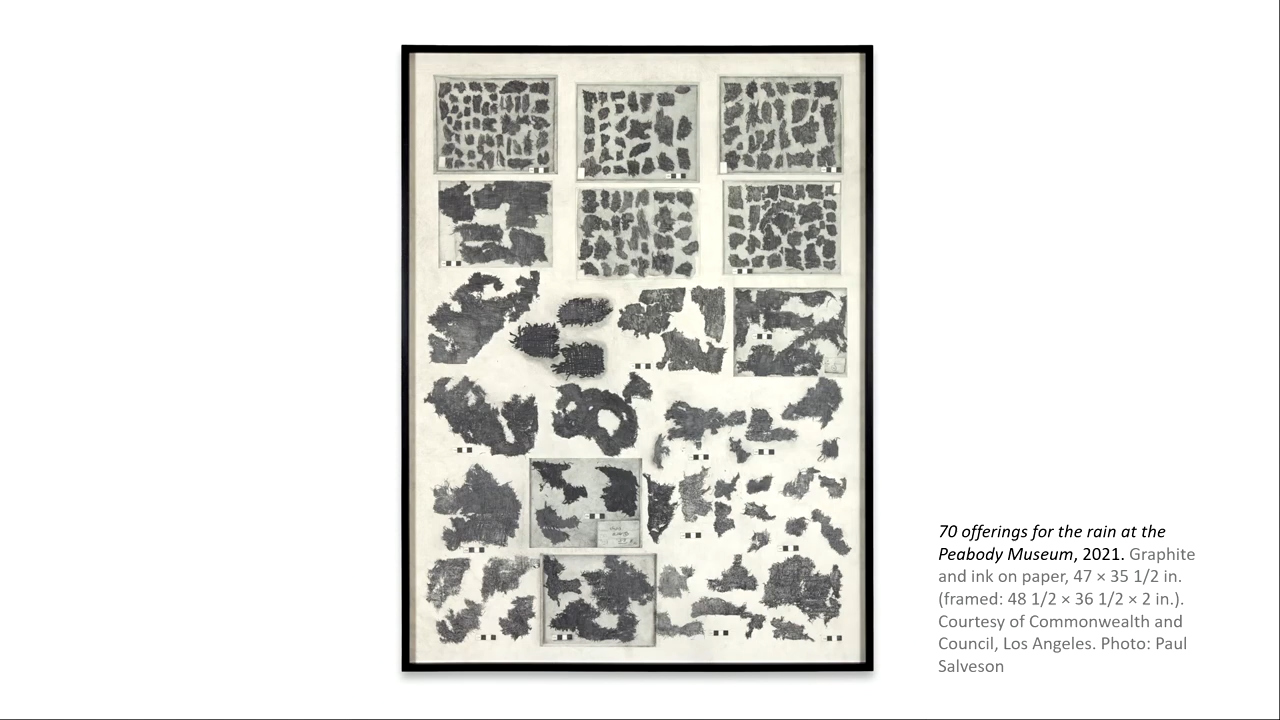 70 offerings for the rain at the
Peabody Museum, 2021. Graphite
and ink on paper, 47 × 35 1/2 in.
(framed: 48 1/2 × 36 1/2 × 2 in.).
Courtesy of Commonwealth and
Council, Los Angeles. Photo: Paul
Salveson